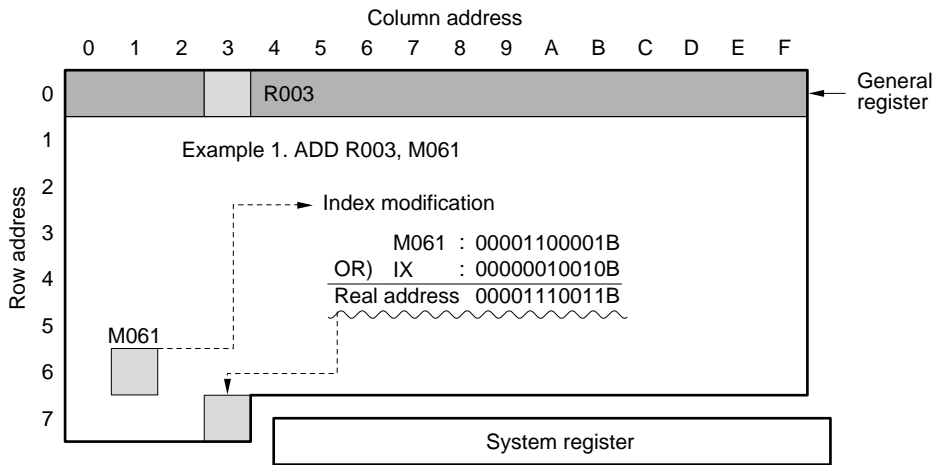 Column address
0 1 2 3 4 5 6 7 8 9 A B C D E F
0 R003 General register
1
Example 1. ADD R003, M061
2
Index modification
3
M061 : 00001100001B
4
OR) IX : 00000010010B
Real address 00001110011B
5
M061
6
7
System register
Row address